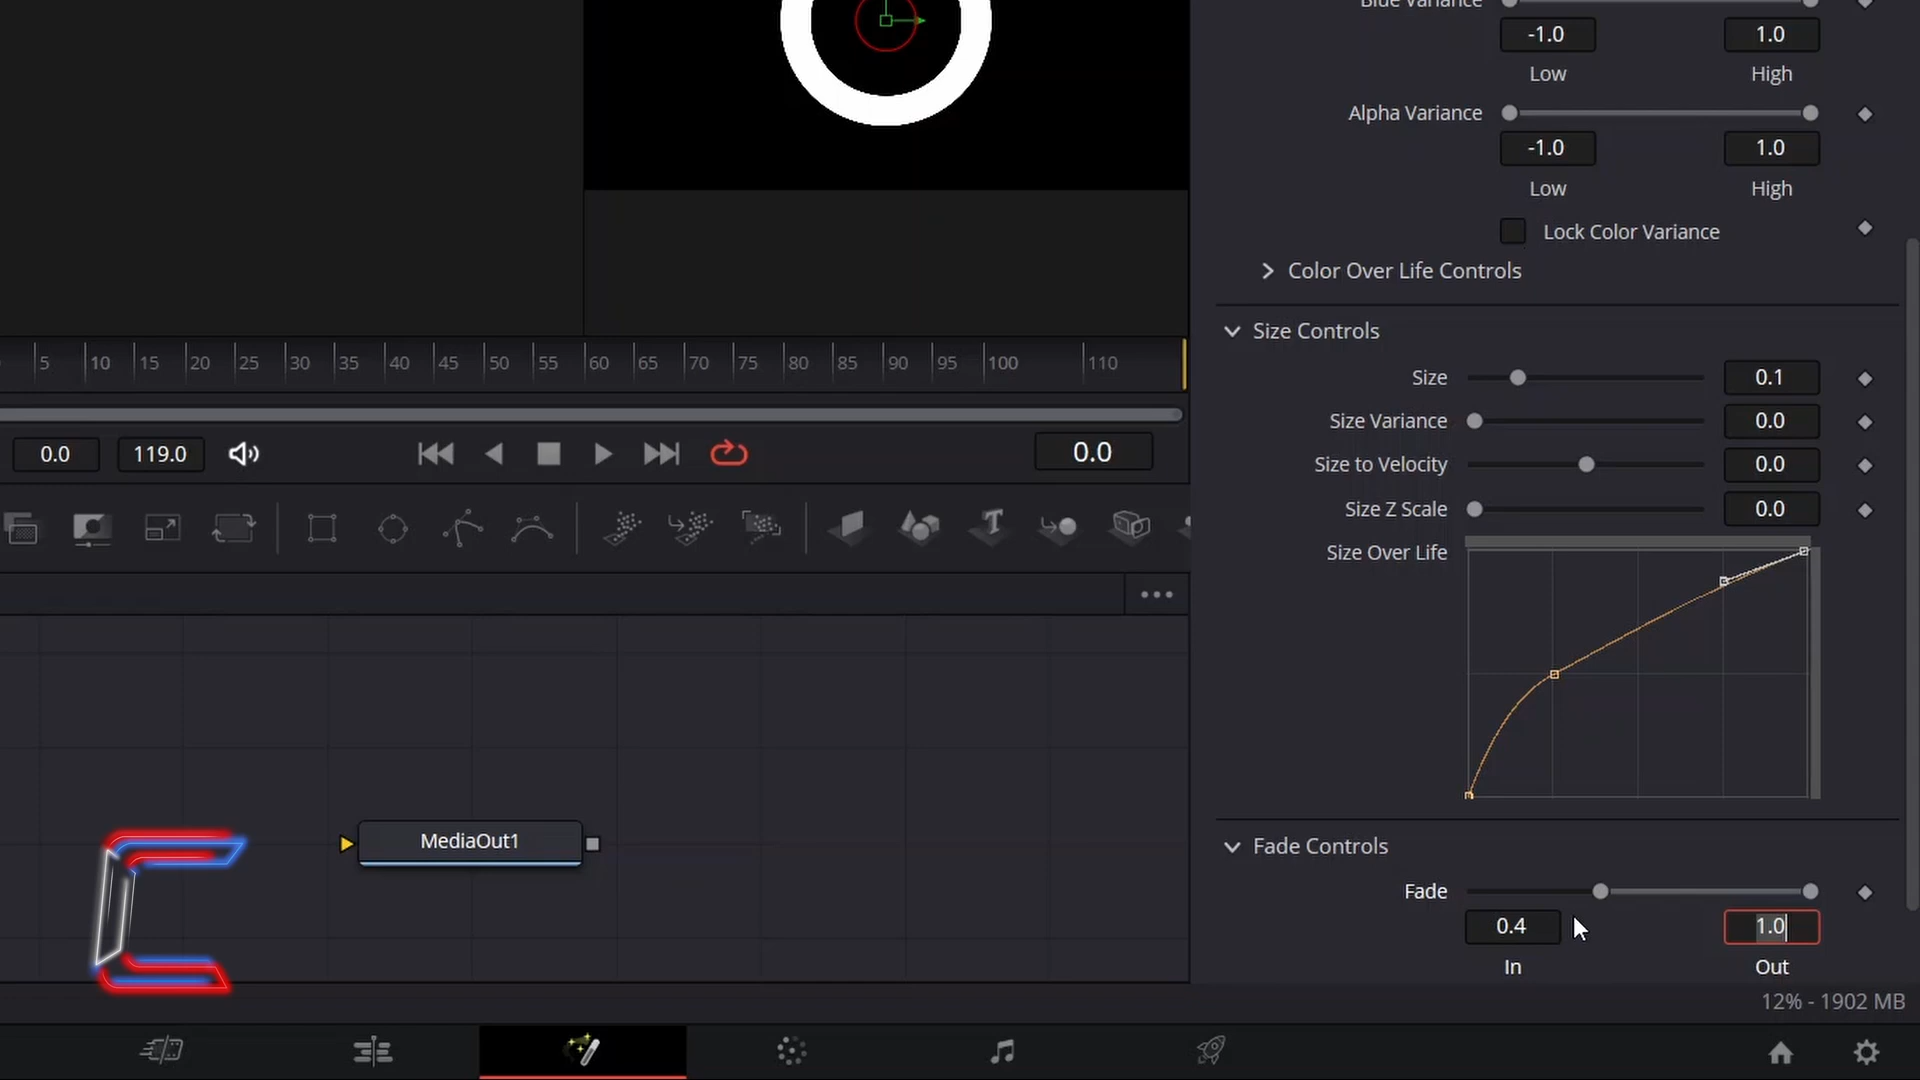 Blue Variance
-1.0 1.0
Low High
Alpha Variance
-1.0 1.0
Low High
Lock Color Variance
Color Over Life Controls
Size Controls
5 10 15 20 25 30 35 40 45 50 55 60 65 70 75 80 85 90 95 100 110
Size 0.1
Size Variance 0.0
0.0 119.0 0.0
Size to Velocity 0.0
Size Z Scale 0.0
Size Over Life
MediaOut1
Fade Controls
Fade
0.4 1.0
In Out
12% - 1902 MB